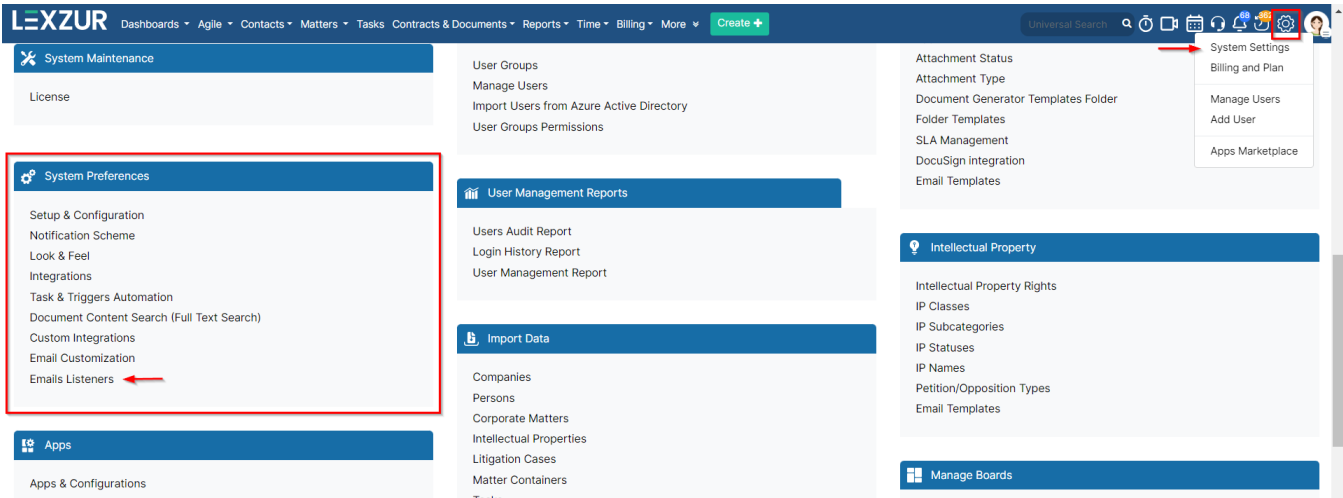 LEXZUR
Dashboards Agile Contacts Matters Tasks Contracts & Documents Reports Time Billing More Create +
Universal Search
68
System Settings
Billing and Plan
Manage Users
Add User
Apps Marketplace
System Maintenance
License
System Preferences
Setup & Configuration
Notification Scheme
Look & Feel
Integrations
Task & Triggers Automation
Document Content Search (Full Text Search)
Custom Integrations
Email Customization
Emails Listeners
Apps
Apps & Configurations
User Groups
Manage Users
Import Users from Azure Active Directory
User Groups Permissions
User Management Reports
Users Audit Report
Login History Report
User Management Report
Import Data
Companies
Persons
Corporate Matters
Intellectual Properties
Litigation Cases
Matter Containers
Attachment Status
Attachment Type
Document Generator Templates Folder
Folder Templates
SLA Management
DocuSign integration
Email Templates
Intellectual Property
Intellectual Property Rights
IP Classes
IP Subcategories
IP Statuses
IP Names
Petition/Opposition Types
Email Templates
Manage Boards